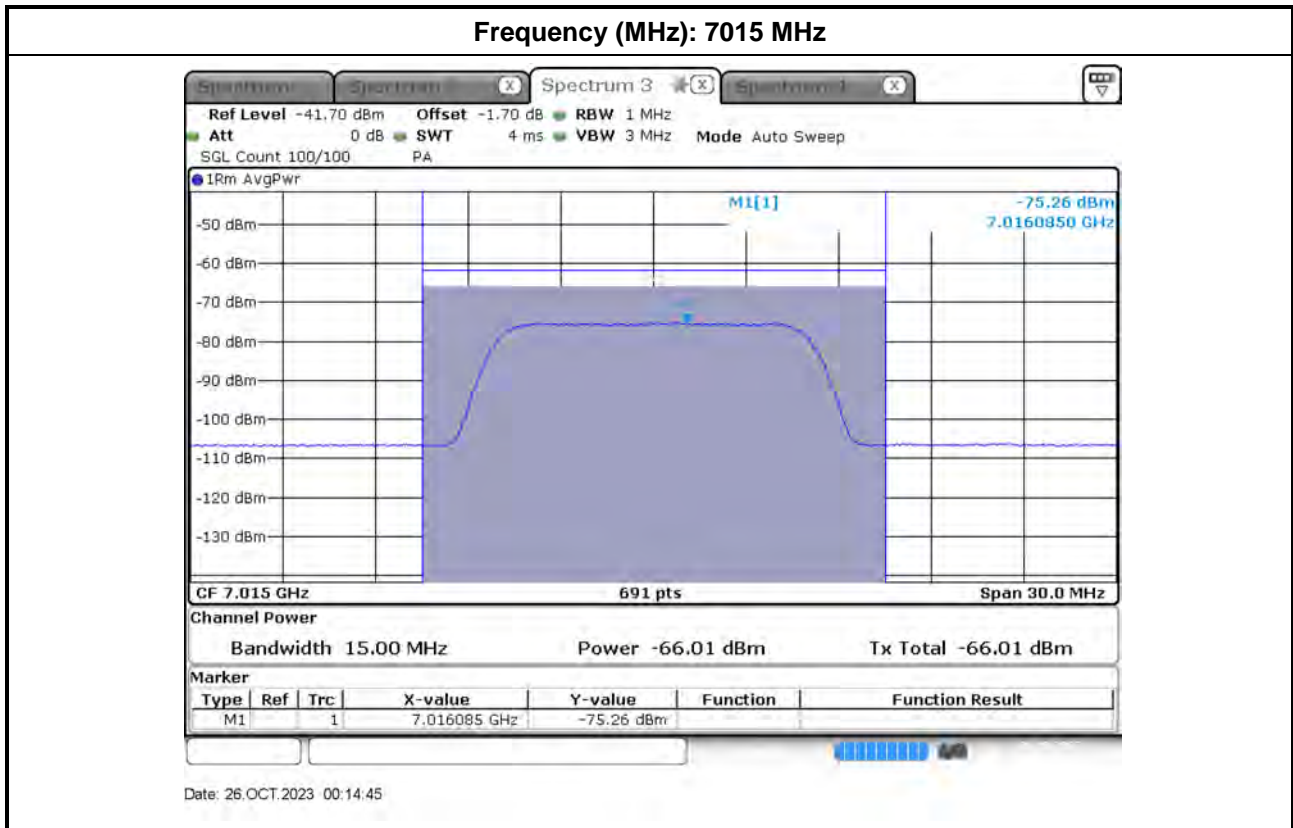 Frequency (MHz): 7015 MHz
Spectrum 3
Ref Level -41.70 dBm Offset -1.70 dB RBW 1 MHz
Att 0 dB SWT 4 ms VBW 3 MHz Mode Auto Sweep
SGL Count 100/100 PA
1Rm AvgPwr
M1[1] -75.26 dBm
7.0160850 GHz
-50 dBm
-60 dBm
-70 dBm
-80 dBm
-90 dBm
-100 dBm
-110 dBm
-120 dBm
-130 dBm
CF 7.015 GHz 691 pts Span 30.0 MHz
Channel Power
Bandwidth 15.00 MHz Power -66.01 dBm Tx Total -66.01 dBm
Marker
Type Ref Trc X-value Y-value Function Function Result
M1 1 7.016085 GHz -75.26 dBm
Date: 26.OCT.2023 00:14:45